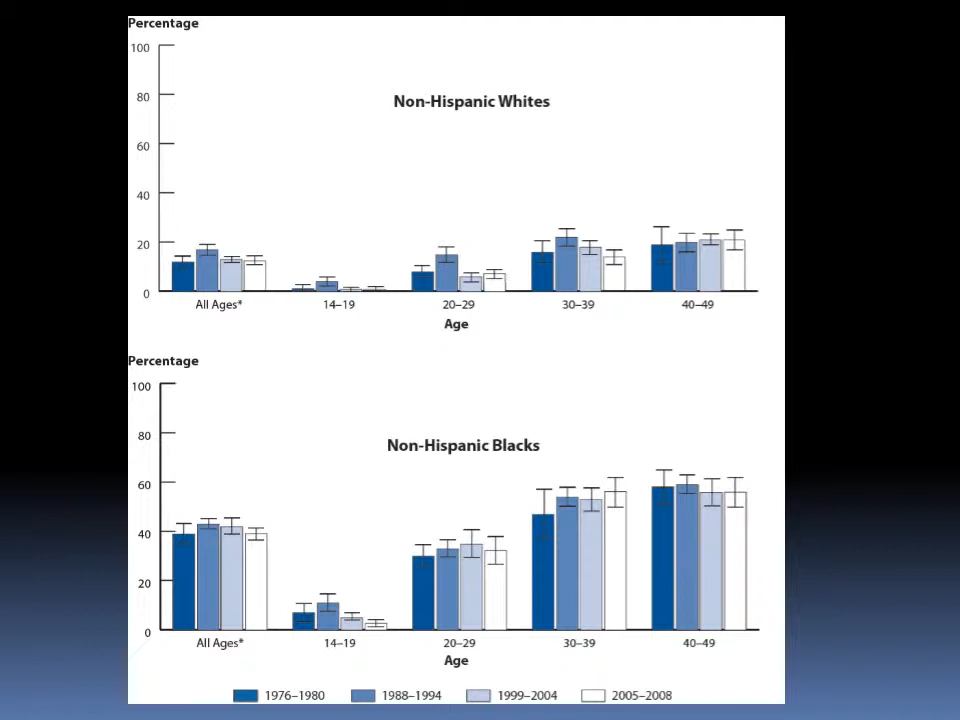 Percentage
100
80
Non-Hispanic Whites
60
40
20
0
All Ages* 14–19 20–29 30–39 40–49
Age
Percentage
100
80
Non-Hispanic Blacks
60
40
20
0
All Ages* 14–19 20–29 30–39 40–49
Age
1976–1980 1988–1994 1999–2004 2005–2008